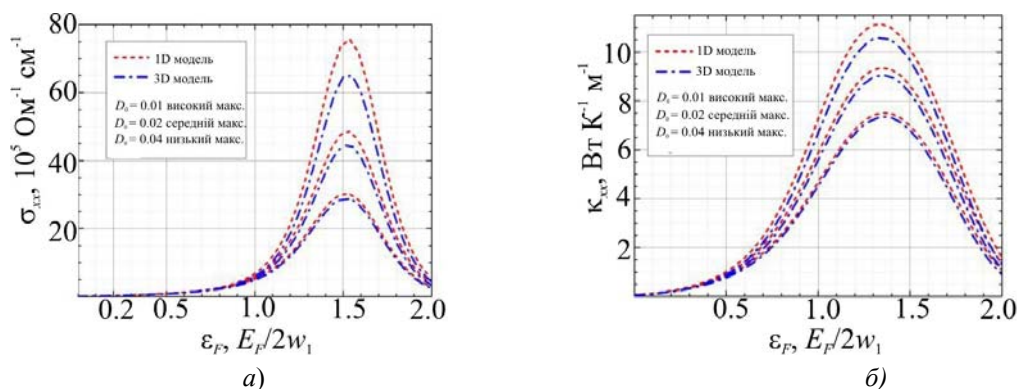 80
60
40
20
σxx, 10⁵ Ом⁻¹ см⁻¹
1D модель
3D модель
D₀ = 0.01 високий макс.
D₀ = 0.02 середній макс.
D₀ = 0.04 низький макс.
0.2 0.5 1.0 1.5 2.0
εF, EF/2w₁
а)
10
8
6
4
2
κxx, Вт К⁻¹ м⁻¹
1D модель
3D модель
D₀ = 0.01 високий макс.
D₀ = 0.02 середній макс.
D₀ = 0.04 низький макс.
0.5 1.0 1.5 2.0
εF, EF/2w₁
б)